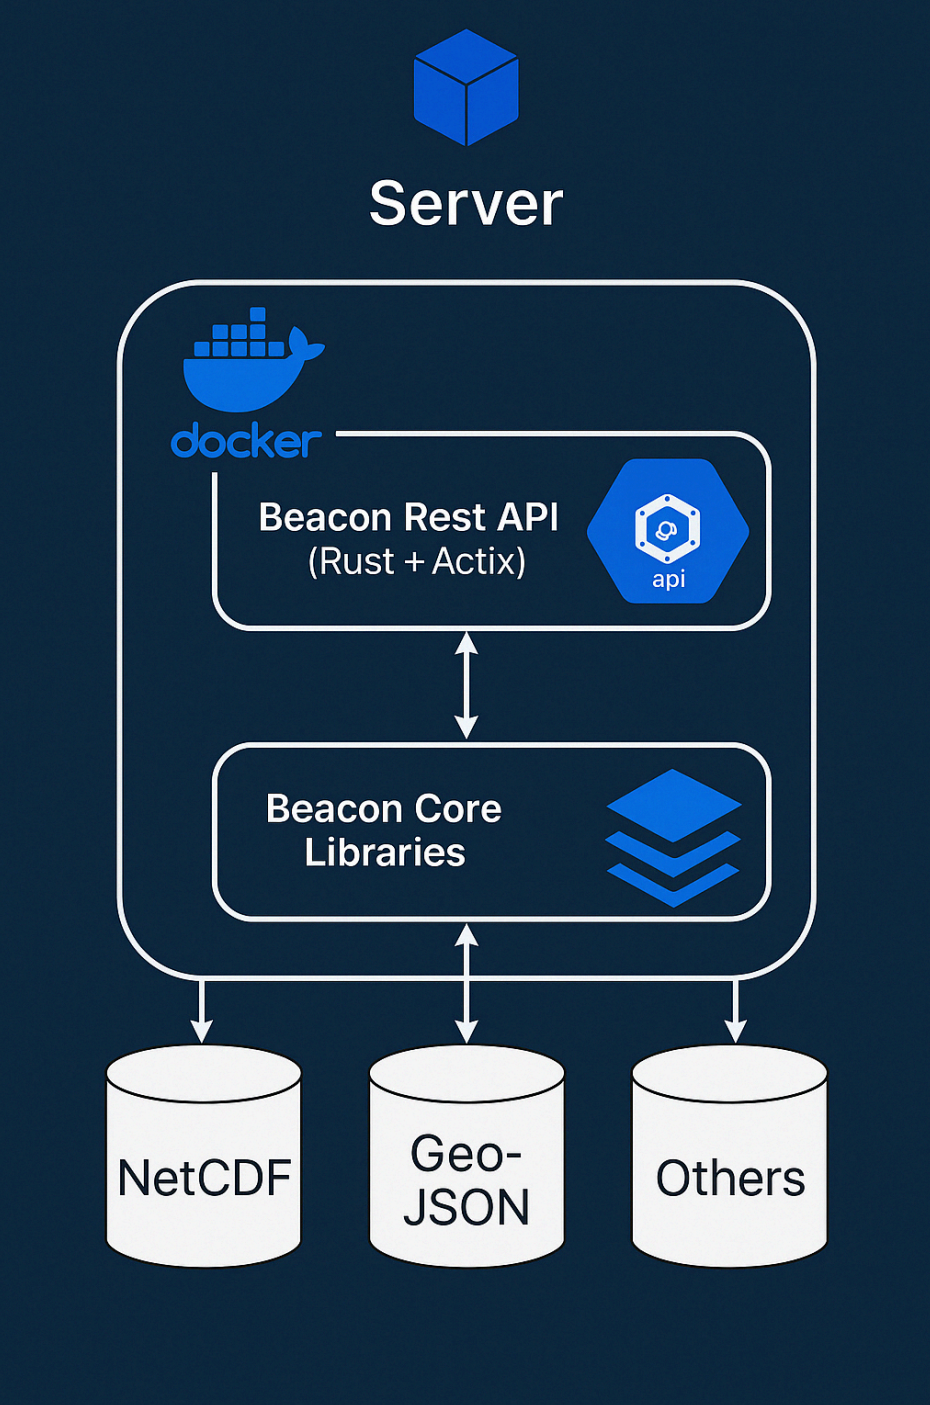 Server
docker
Beacon Rest API
(Rust + Actix)
api
Beacon Core
Libraries
NetCDF
Geo-
JSON
Others